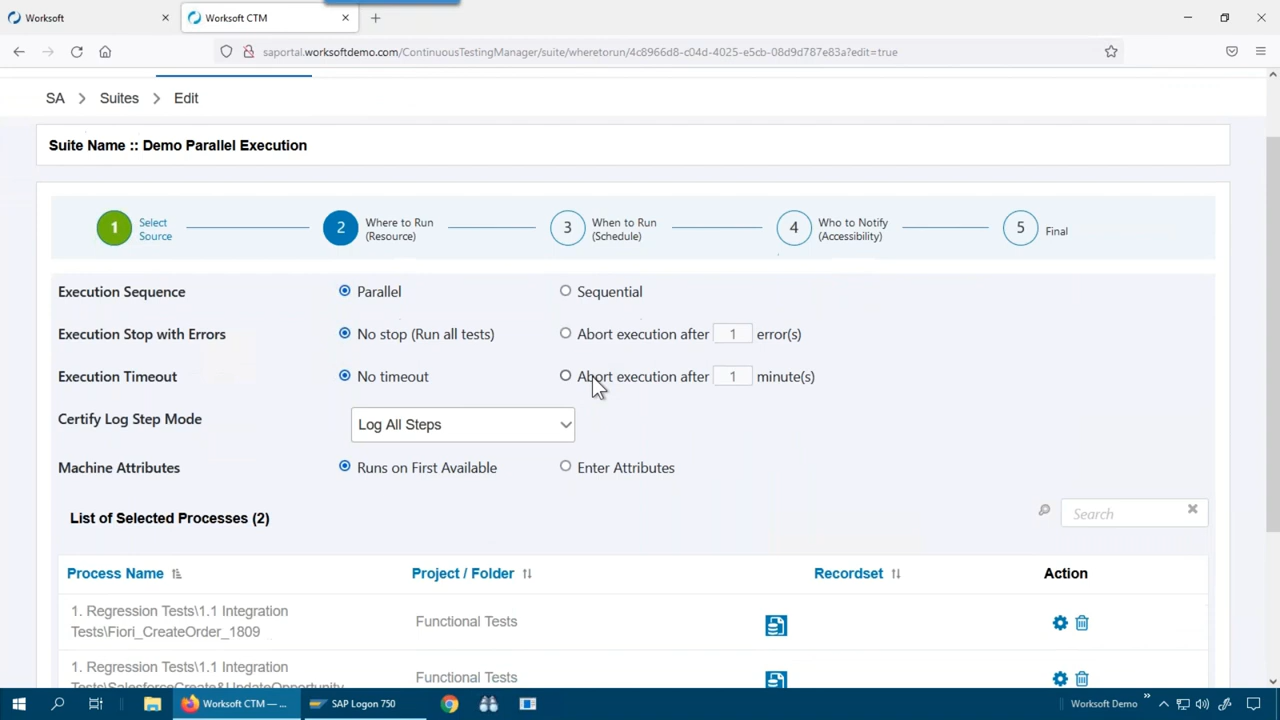 Worksoft
Worksoft CTM
saportal.worksoftdemo.com/ContinuousTestingManager/suite/wheretorun/4c8966d8-c04d-4025-e5cb-08d9d787e83a?edit=true
SA > Suites > Edit
Suite Name :: Demo Parallel Execution
1 Select Source
2 Where to Run (Resource)
3 When to Run (Schedule)
4 Who to Notify (Accessibility)
5 Final
Execution Sequence Parallel Sequential
Execution Stop with Errors No stop (Run all tests) Abort execution after 1 error(s)
Execution Timeout No timeout Abort execution after 1 minute(s)
Certify Log Step Mode Log All Steps
Machine Attributes Runs on First Available Enter Attributes
List of Selected Processes (2) Search
Process Name Project / Folder Recordset Action
1. Regression Tests\1.1 Integration
Tests\Fiori_CreateOrder_1809 Functional Tests
1. Regression Tests\1.1 Integration
Tests\SalesforceCreate&UpdateOpportunity Functional Tests
Worksoft CTM — ... SAP Logon 750 Worksoft Demo